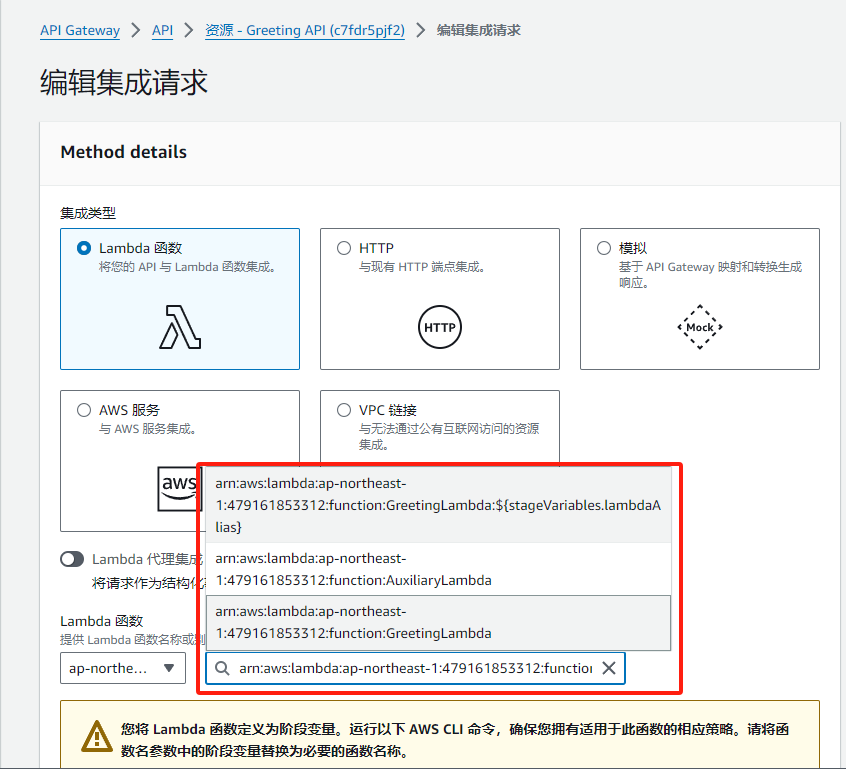 API Gateway > API > 资源 - Greeting API (c7fdr5pjf2) > 编辑集成请求
编辑集成请求
Method details
集成类型
Lambda 函数
将您的 API 与 Lambda 函数集成。
HTTP
与现有 HTTP 端点集成。
HTTP
模拟
基于 API Gateway 映射和转换生成
响应。
Mock
AWS 服务
与 AWS 服务集成。
aws
VPC 链接
与无法通过公有互联网访问的资源
集成。
arn:aws:lambda:ap-northeast-
1:479161853312:function:GreetingLambda:${stageVariables.lambdaA
lias}
arn:aws:lambda:ap-northeast-
1:479161853312:function:AuxiliaryLambda
arn:aws:lambda:ap-northeast-
1:479161853312:function:GreetingLambda
Lambda 代理集成
将请求作为结构化
Lambda 函数
提供 Lambda 函数名称或
ap-northe...
arn:aws:lambda:ap-northeast-1:479161853312:function
您将 Lambda 函数定义为阶段变量。运行以下 AWS CLI 命令，确保您拥有适用于此函数的相应策略。请将函
数名参数中的阶段变量替换为必要的函数名称。